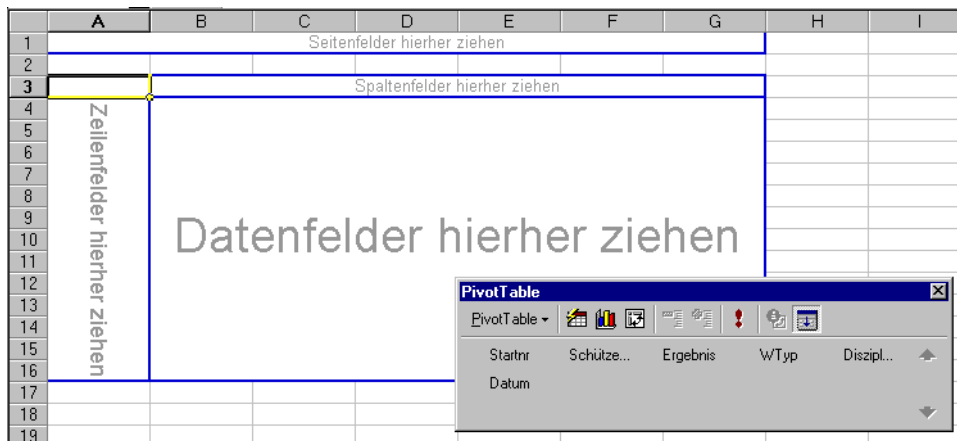 A B C D E F G H I
1 Seitenfelder hierher ziehen
2
3 Spaltenfelder hierher ziehen
4
5
6
7
8
9
10
11
12
13
14
15
16
17
18
19
Zeilenfelder hierher ziehen
Datenfelder hierher ziehen
PivotTable
PivotTable
Startnr Schütze... Ergebnis WTyp Diszipl...
Datum